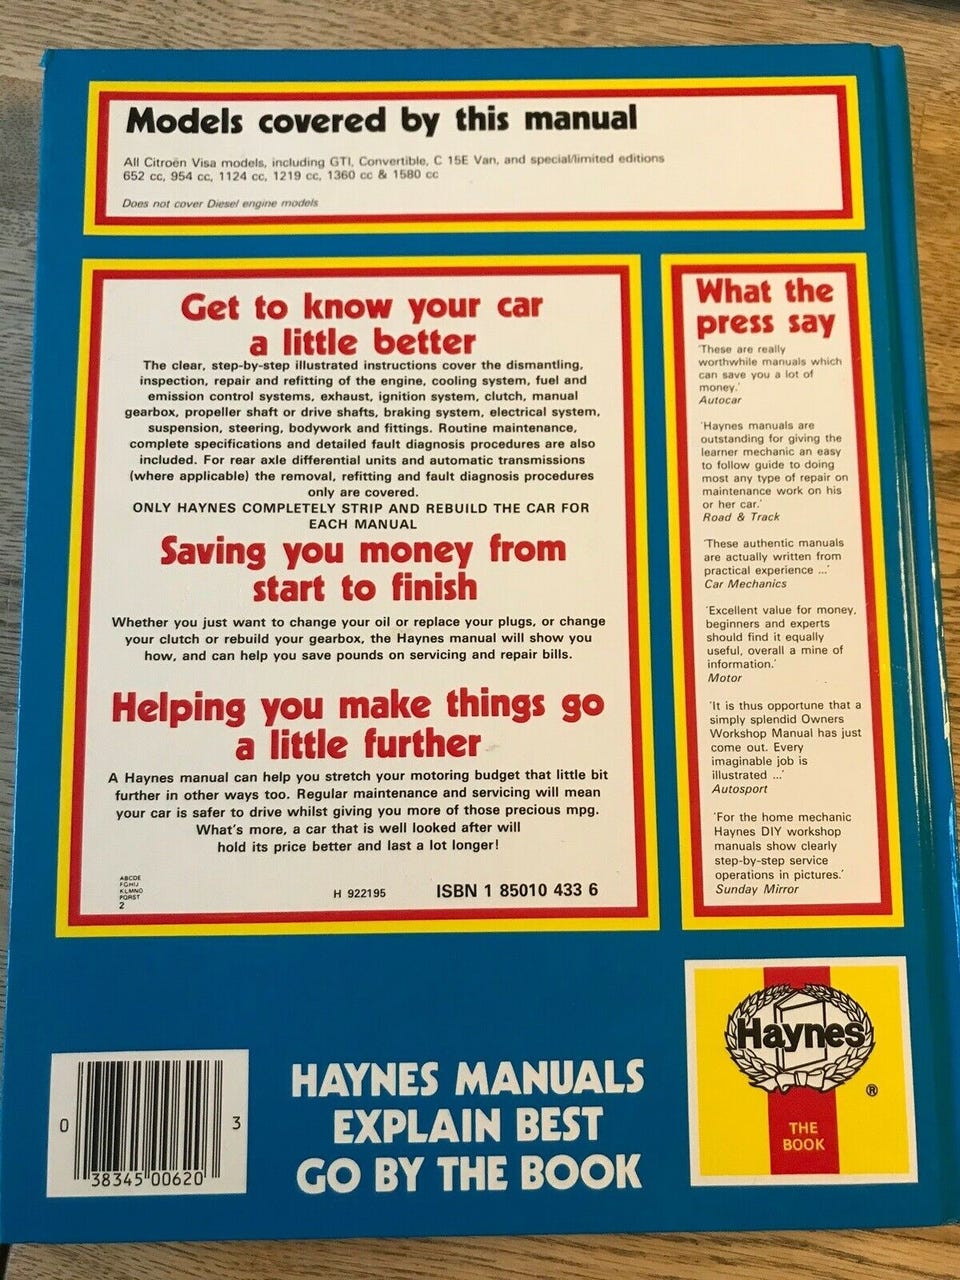 Models covered by this manual
All Citroën Visa models, including GTI, Convertible, C 15E Van, and special/limited editions
652 cc, 954 cc, 1124 cc, 1219 cc, 1360 cc & 1580 cc
Does not cover Diesel engine models
Get to know your car
a little better
The clear, step-by-step illustrated instructions cover the dismantling,
inspection, repair and refitting of the engine, cooling system, fuel and
emission control systems, exhaust, ignition system, clutch, manual
gearbox, propeller shaft or drive shafts, braking system, electrical system,
suspension, steering, bodywork and fittings. Routine maintenance,
complete specifications and detailed fault diagnosis procedures are also
included. For rear axle differential units and automatic transmissions
(where applicable) the removal, refitting and fault diagnosis procedures
only are covered.
ONLY HAYNES COMPLETELY STRIP AND REBUILD THE CAR FOR
EACH MANUAL
Saving you money from
start to finish
Whether you just want to change your oil or replace your plugs, or change
your clutch or rebuild your gearbox, the Haynes manual will show you
how, and can help you save pounds on servicing and repair bills.
Helping you make things go
a little further
A Haynes manual can help you stretch your motoring budget that little bit
further in other ways too. Regular maintenance and servicing will mean
your car is safer to drive whilst giving you more of those precious mpg.
What's more, a car that is well looked after will
hold its price better and last a lot longer!
ABCDE
FGHIJ
KLMNO
PQRST
2
H 922195
ISBN 1 85010 433 6
What the
press say
'These are really
worthwhile manuals which
can save you a lot of
money.'
Autocar
'Haynes manuals are
outstanding for giving the
learner mechanic an easy
to follow guide to doing
most any type of repair on
maintenance work on his
or her car.'
Road & Track
'These authentic manuals
are actually written from
practical experience ...'
Car Mechanics
'Excellent value for money,
beginners and experts
should find it equally
useful, overall a mine of
information.'
Motor
'It is thus opportune that a
simply splendid Owners
Workshop Manual has just
come out. Every
imaginable job is
illustrated ...'
Autosport
'For the home mechanic
Haynes DIY workshop
manuals show clearly
step-by-step service
operations in pictures.'
Sunday Mirror
0 38345 00620 3
HAYNES MANUALS
EXPLAIN BEST
GO BY THE BOOK
Haynes
®
THE
BOOK